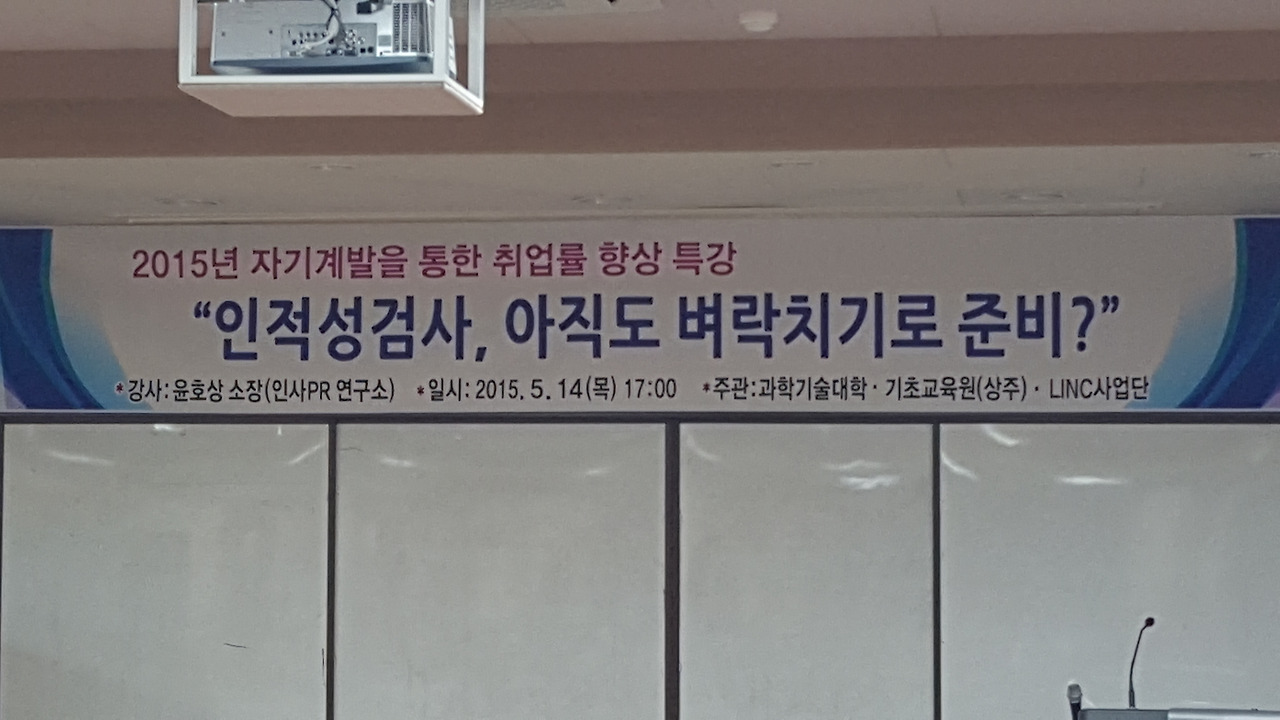 2015년 자기계발을 통한 취업률 향상 특강
“인적성검사, 아직도 벼락치기로 준비?”
*강사:윤호상 소장(인사PR 연구소) *일시: 2015. 5. 14(목) 17:00 *주관:과학기술대학· 기초교육원(상주)· LINC사업단